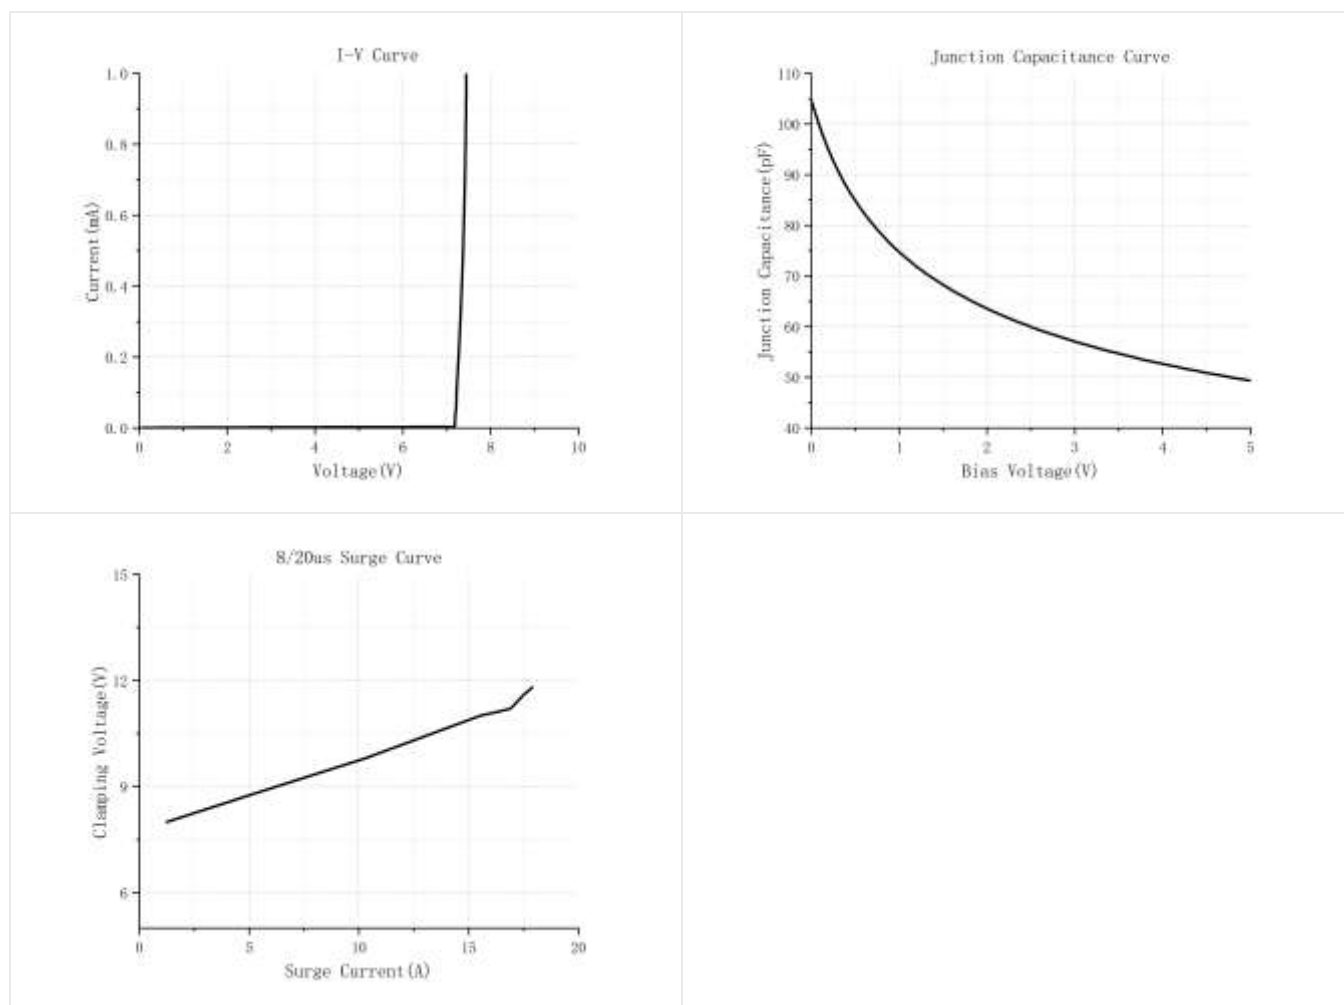 I-V Curve
1.0
0.8
0.6
0.4
0.2
0.0
Current(mA)
0 2 4 6 8 10
Voltage(V)
Junction Capacitance Curve
110
100
90
80
70
60
50
40
Junction Capacitance(pF)
0 1 2 3 4 5
Bias Voltage(V)
8/20us Surge Curve
15
12
9
6
Clamping Voltage(V)
0 5 10 15 20
Surge Current(A)